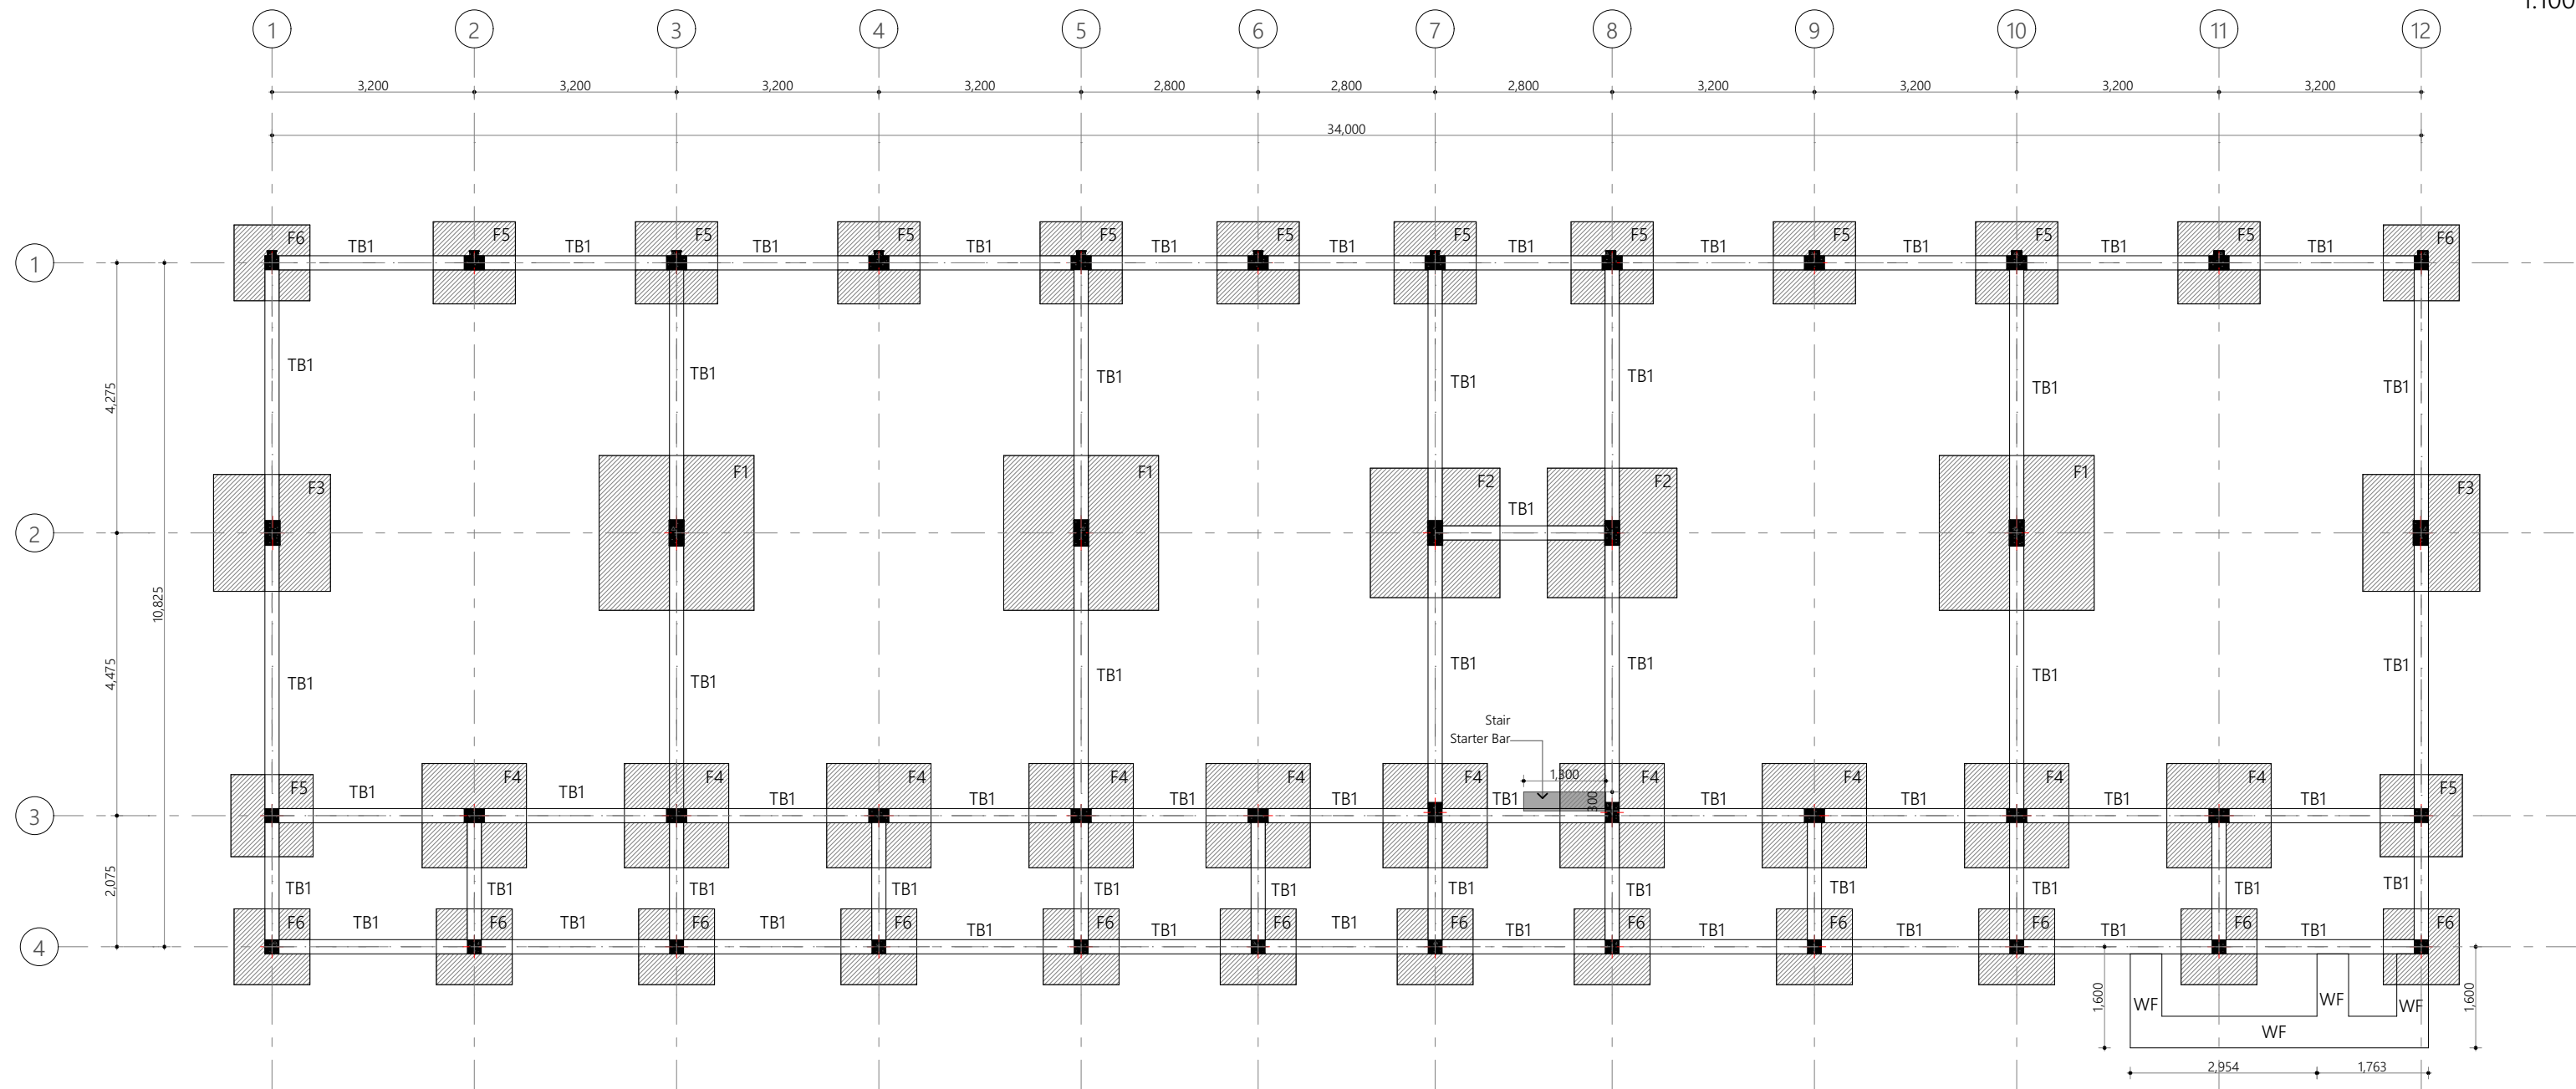 1:100
1 2 3 4 5 6 7 8 9 10 11 12
3,200 3,200 3,200 3,200 2,800 2,800 2,800 3,200 3,200 3,200 3,200
34,000
F6 F5 F5 F5 F5 F5 F5 F5 F5 F5 F5 F6
TB1 TB1 TB1 TB1 TB1 TB1 TB1 TB1 TB1 TB1 TB1
1
TB1 TB1 TB1 TB1 TB1 TB1 TB1
4,275
F3 F1 F1 F2 F2 F1 F3
TB1
2
10,825
TB1 TB1 TB1 TB1 TB1 TB1 TB1
4,475
Stair
Starter Bar
1,300
300
F5 F4 F4 F4 F4 F4 F4 F4 F4 F4 F4 F5
TB1 TB1 TB1 TB1 TB1 TB1 TB1 TB1 TB1 TB1 TB1
3
2,075
TB1 TB1 TB1 TB1 TB1 TB1 TB1 TB1 TB1 TB1 TB1 TB1
F6 F6 F6 F6 F6 F6 F6 F6 F6 F6 F6 F6
TB1 TB1 TB1 TB1 TB1 TB1 TB1 TB1 TB1 TB1 TB1
4
1,600
WF WF WF
1,600
WF
2,954 1,763